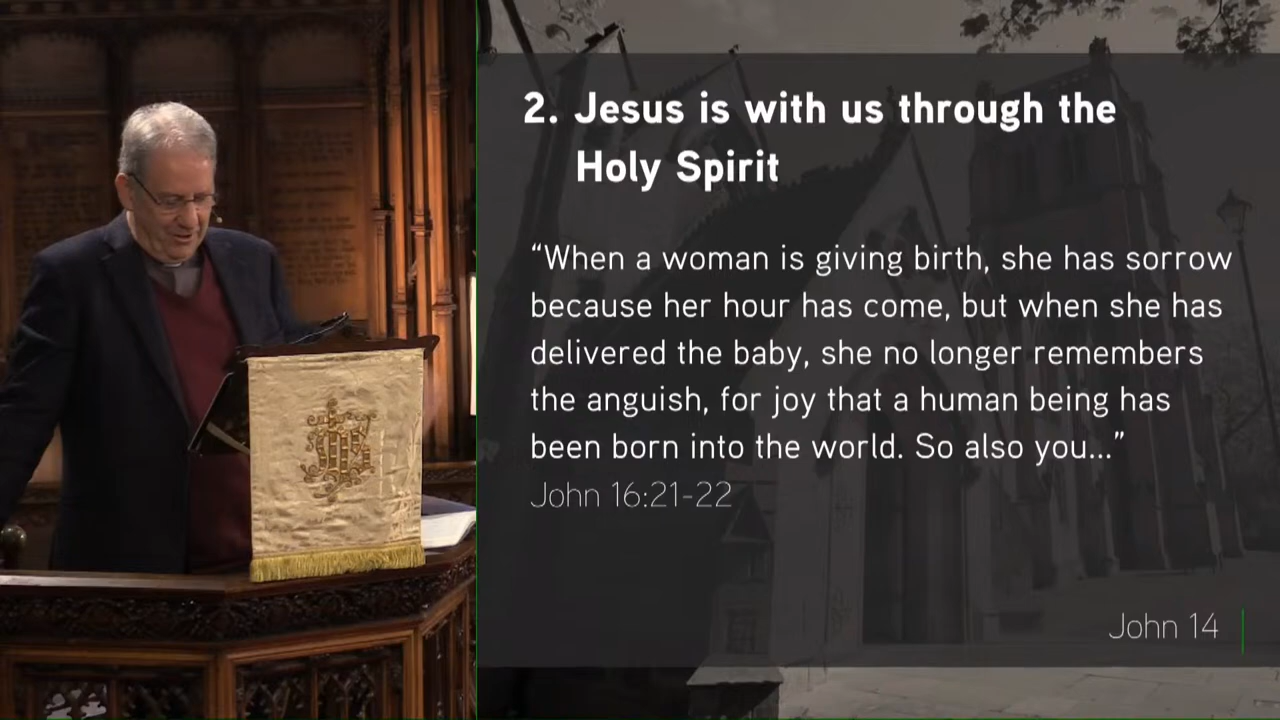 2. Jesus is with us through the
Holy Spirit
“When a woman is giving birth, she has sorrow
because her hour has come, but when she has
delivered the baby, she no longer remembers
the anguish, for joy that a human being has
been born into the world. So also you...”
John 16:21-22
John 14